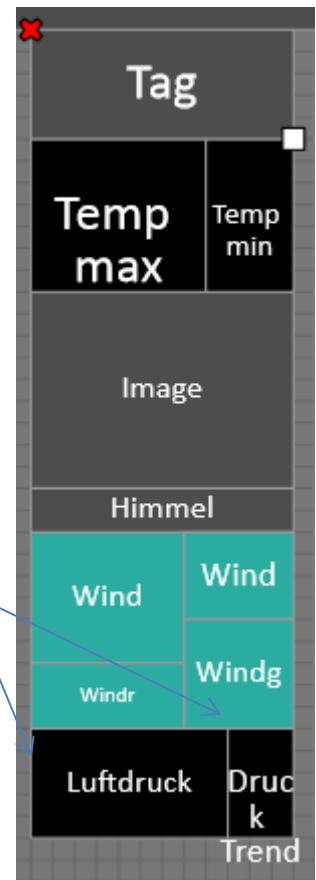 Tag
Temp
max
Temp
min
Image
Himmel
Wind
Wind
Windr
Windg
Luftdruck
Druc
k
Trend